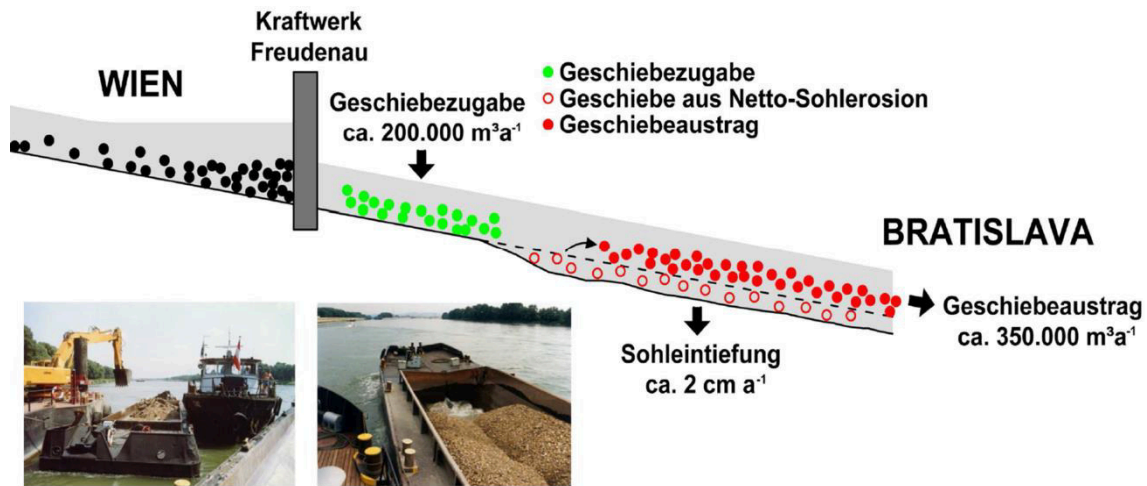 Kraftwerk
Freudenau
WIEN
Geschiebezugabe
ca. 200.000 m³a⁻¹
Geschiebezugabe
Geschiebe aus Netto-Sohlerosion
Geschiebeaustrag
BRATISLAVA
Geschiebeaustrag
ca. 350.000 m³a⁻¹
Sohleintiefung
ca. 2 cm a⁻¹